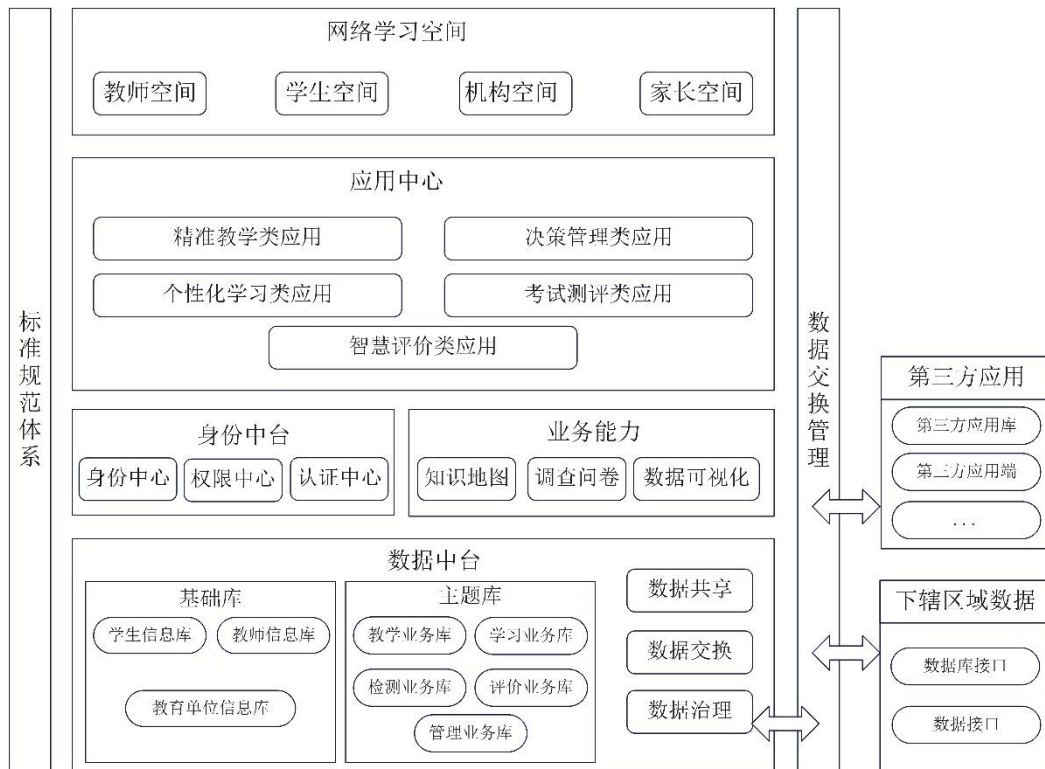 网络学习空间
教师空间
学生空间
机构空间
家长空间
应用中心
精准教学类应用
决策管理类应用
个性化学习类应用
考试测评类应用
智慧评价类应用
标准规范体系
数据交换管理
身份中台
身份中心
权限中心
认证中心
业务能力
知识地图
调查问卷
数据可视化
数据中台
基础库
学生信息库
教师信息库
教育单位信息库
主题库
教学业务库
学习业务库
检测业务库
评价业务库
管理业务库
数据共享
数据交换
数据治理
第三方应用
第三方应用库
第三方应用端
...
下辖区域数据
数据库接口
数据接口